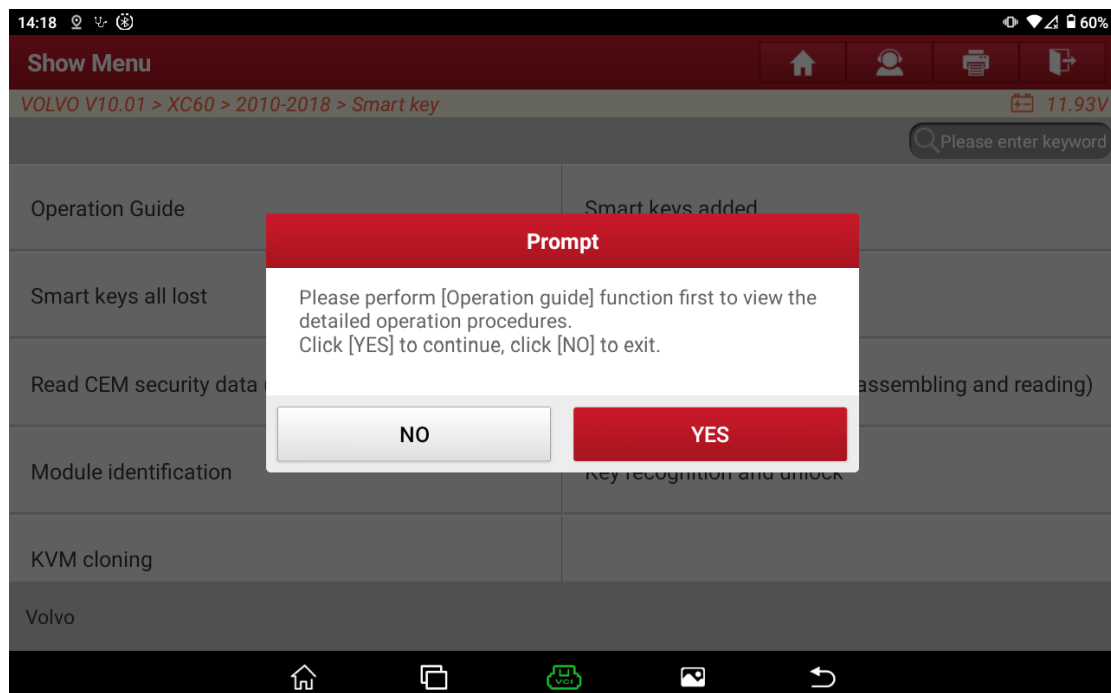 14:18 60%
Show Menu
VOLVO V10.01 > XC60 > 2010-2018 > Smart key 11.93V
Please enter keyword
Operation Guide Smart keys added
Prompt
Smart keys all lost
Please perform [Operation guide] function first to view the
detailed operation procedures.
Click [YES] to continue, click [NO] to exit.
Read CEM security data assembling and reading)
NO YES
Module identification Key recognition and unlock
KVM cloning
Volvo
VCI